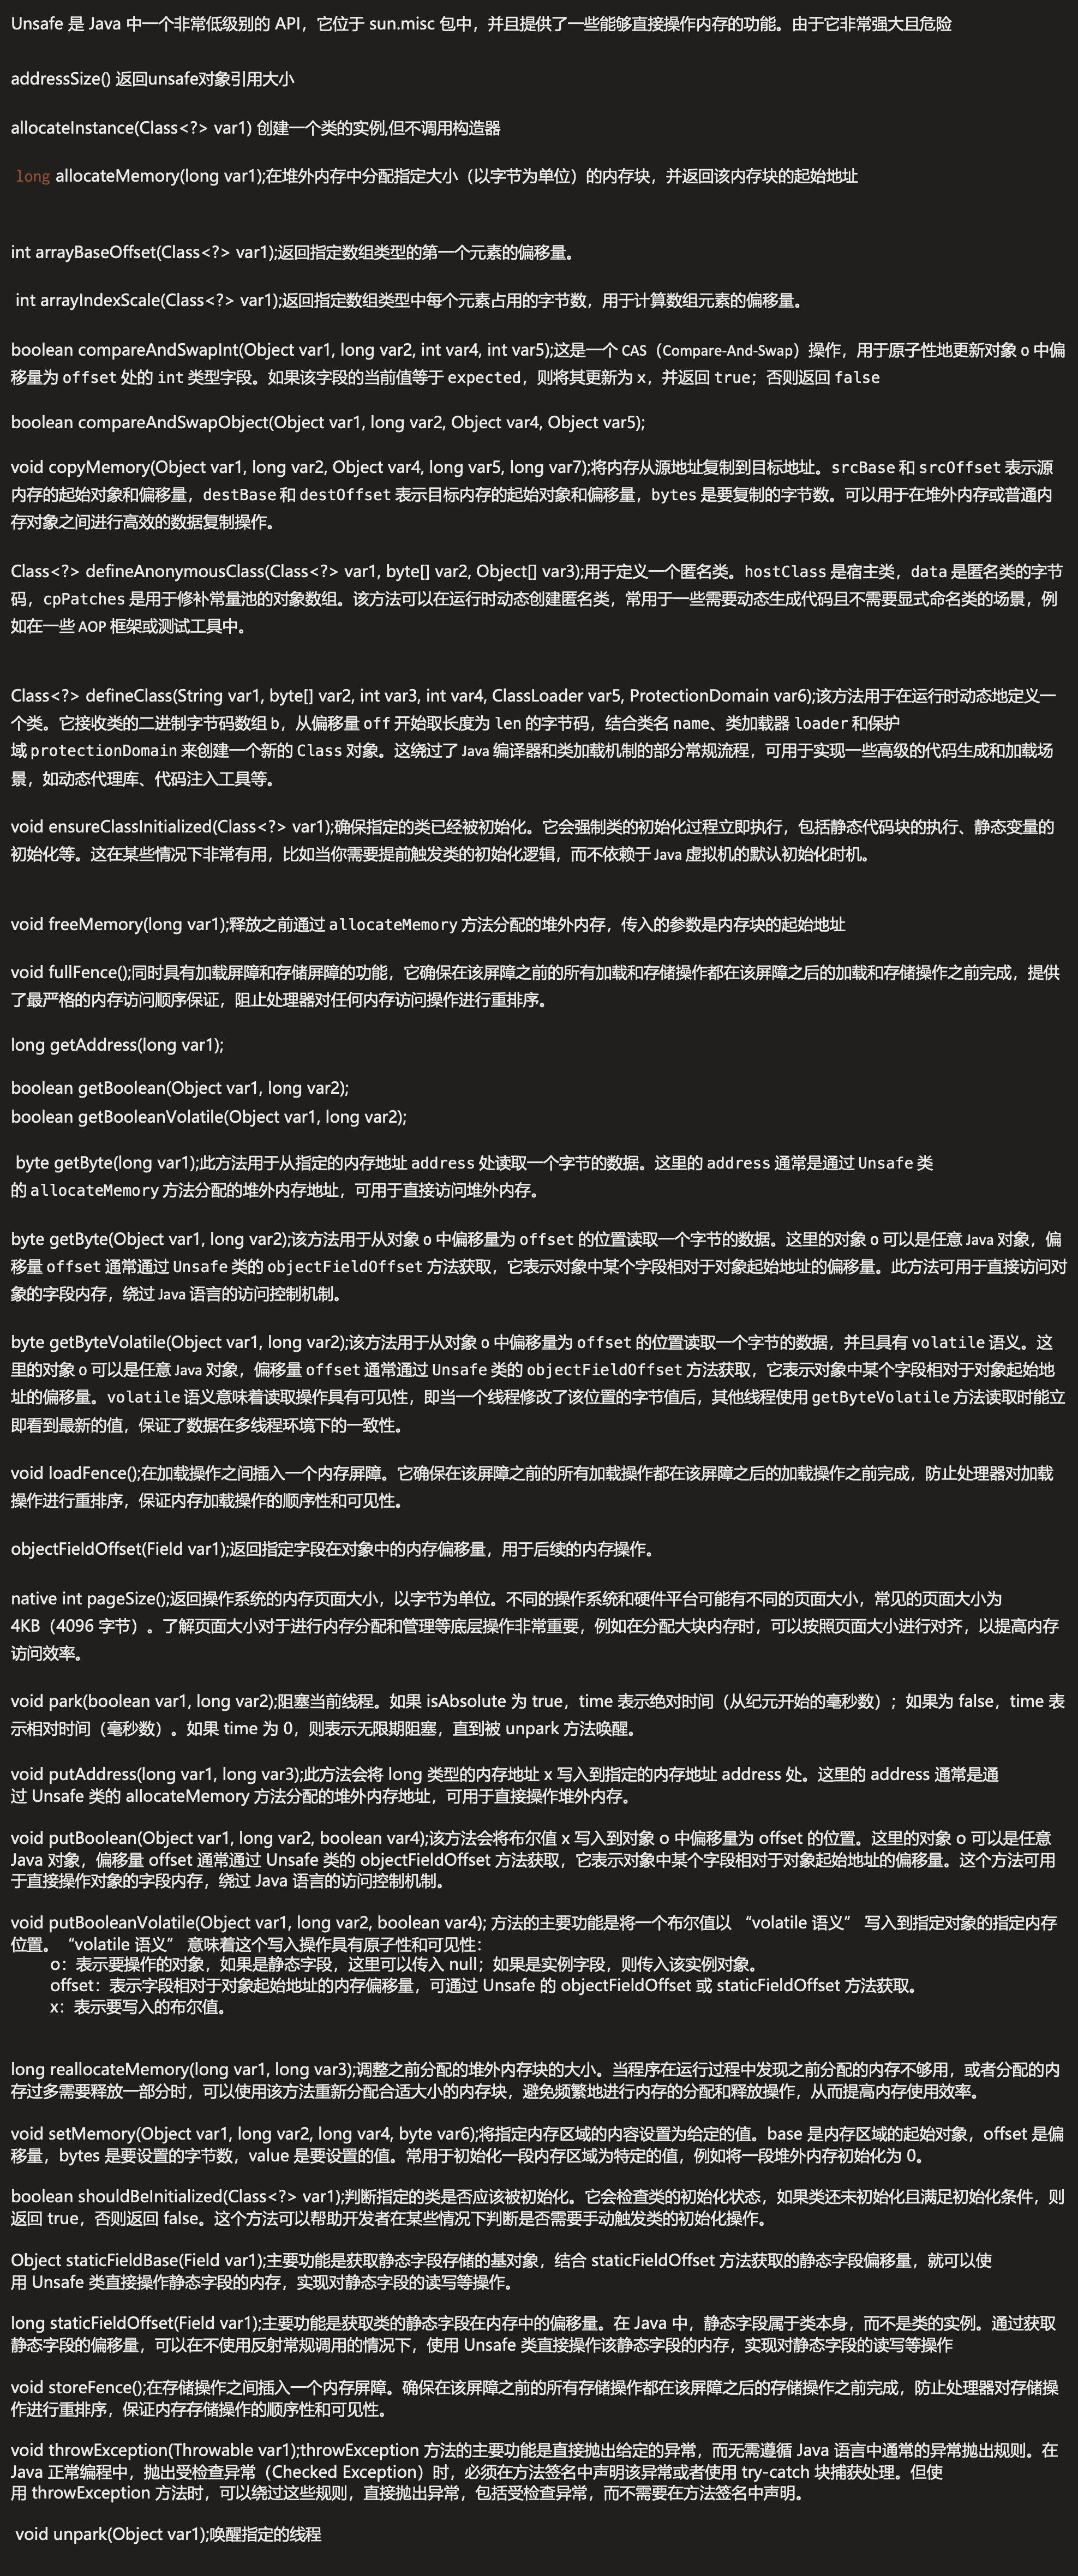 Unsafe 是 Java 中一个非常低级别的 API，它位于 sun.misc 包中，并且提供了一些能够直接操作内存的功能。由于它非常强大且危险
addressSize() 返回unsafe对象引用大小
allocateInstance(Class<?> var1) 创建一个类的实例,但不调用构造器
long allocateMemory(long var1);在堆外内存中分配指定大小（以字节为单位）的内存块，并返回该内存块的起始地址
int arrayBaseOffset(Class<?> var1);返回指定数组类型的第一个元素的偏移量。
int arrayIndexScale(Class<?> var1);返回指定数组类型中每个元素占用的字节数，用于计算数组元素的偏移量。
boolean compareAndSwapInt(Object var1, long var2, int var4, int var5);这是一个 CAS（Compare-And-Swap）操作，用于原子性地更新对象 o 中偏
移量为 offset 处的 int 类型字段。如果该字段的当前值等于 expected，则将其更新为 x，并返回 true；否则返回 false
boolean compareAndSwapObject(Object var1, long var2, Object var4, Object var5);
void copyMemory(Object var1, long var2, Object var4, long var5, long var7);将内存从源地址复制到目标地址。srcBase 和 srcOffset 表示源
内存的起始对象和偏移量，destBase 和 destOffset 表示目标内存的起始对象和偏移量，bytes 是要复制的字节数。可以用于在堆外内存或普通内
存对象之间进行高效的数据复制操作。
Class<?> defineAnonymousClass(Class<?> var1, byte[] var2, Object[] var3);用于定义一个匿名类。hostClass 是宿主类，data 是匿名类的字节
码，cpPatches 是用于修补常量池的对象数组。该方法可以在运行时动态创建匿名类，常用于一些需要动态生成代码且不需要显式命名类的场景，例
如在一些 AOP 框架或测试工具中。
Class<?> defineClass(String var1, byte[] var2, int var3, int var4, ClassLoader var5, ProtectionDomain var6);该方法用于在运行时动态地定义一
个类。它接收类的二进制字节码数组 b，从偏移量 off 开始取长度为 len 的字节码，结合类名 name、类加载器 loader 和保护
域 protectionDomain 来创建一个新的 Class 对象。这绕过了 Java 编译器和类加载机制的部分常规流程，可用于实现一些高级的代码生成和加载场
景，如动态代理库、代码注入工具等。
void ensureClassInitialized(Class<?> var1);确保指定的类已经被初始化。它会强制类的初始化过程立即执行，包括静态代码块的执行、静态变量的
初始化等。这在某些情况下非常有用，比如当你需要提前触发类的初始化逻辑，而不依赖于 Java 虚拟机的默认初始化时机。
void freeMemory(long var1);释放之前通过 allocateMemory 方法分配的堆外内存，传入的参数是内存块的起始地址
void fullFence();同时具有加载屏障和存储屏障的功能，它确保在该屏障之前的所有加载和存储操作都在该屏障之后的加载和存储操作之前完成，提供
了最严格的内存访问顺序保证，阻止处理器对任何内存访问操作进行重排序。
long getAddress(long var1);
boolean getBoolean(Object var1, long var2);
boolean getBooleanVolatile(Object var1, long var2);
byte getByte(long var1);此方法用于从指定的内存地址 address 处读取一个字节的数据。这里的 address 通常是通过 Unsafe 类
的 allocateMemory 方法分配的堆外内存地址，可用于直接访问堆外内存。
byte getByte(Object var1, long var2);该方法用于从对象 o 中偏移量为 offset 的位置读取一个字节的数据。这里的对象 o 可以是任意 Java 对象，偏
移量 offset 通常通过 Unsafe 类的 objectFieldOffset 方法获取，它表示对象中某个字段相对于对象起始地址的偏移量。此方法可用于直接访问对
象的字段内存，绕过 Java 语言的访问控制机制。
byte getByteVolatile(Object var1, long var2);该方法用于从对象 o 中偏移量为 offset 的位置读取一个字节的数据，并且具有 volatile 语义。这
里的对象 o 可以是任意 Java 对象，偏移量 offset 通常通过 Unsafe 类的 objectFieldOffset 方法获取，它表示对象中某个字段相对于对象起始地
址的偏移量。volatile 语义意味着读取操作具有可见性，即当一个线程修改了该位置的字节值后，其他线程使用 getByteVolatile 方法读取时能立
即看到最新的值，保证了数据在多线程环境下的一致性。
void loadFence();在加载操作之间插入一个内存屏障。它确保在该屏障之前的所有加载操作都在该屏障之后的加载操作之前完成，防止处理器对加载
操作进行重排序，保证内存加载操作的顺序性和可见性。
objectFieldOffset(Field var1);返回指定字段在对象中的内存偏移量，用于后续的内存操作。
native int pageSize();返回操作系统的内存页面大小，以字节为单位。不同的操作系统和硬件平台可能有不同的页面大小，常见的页面大小为
4KB（4096 字节）。了解页面大小对于进行内存分配和管理等底层操作非常重要，例如在分配大块内存时，可以按照页面大小进行对齐，以提高内存
访问效率。
void park(boolean var1, long var2);阻塞当前线程。如果 isAbsolute 为 true，time 表示绝对时间（从纪元开始的毫秒数）；如果为 false，time 表
示相对时间（毫秒数）。如果 time 为 0，则表示无限期阻塞，直到被 unpark 方法唤醒。
void putAddress(long var1, long var3);此方法会将 long 类型的内存地址 x 写入到指定的内存地址 address 处。这里的 address 通常是通
过 Unsafe 类的 allocateMemory 方法分配的堆外内存地址，可用于直接操作堆外内存。
void putBoolean(Object var1, long var2, boolean var4);该方法会将布尔值 x 写入到对象 o 中偏移量为 offset 的位置。这里的对象 o 可以是任意
Java 对象，偏移量 offset 通常通过 Unsafe 类的 objectFieldOffset 方法获取，它表示对象中某个字段相对于对象起始地址的偏移量。这个方法可用
于直接操作对象的字段内存，绕过 Java 语言的访问控制机制。
void putBooleanVolatile(Object var1, long var2, boolean var4); 方法的主要功能是将一个布尔值以 “volatile 语义” 写入到指定对象的指定内存
位置。“volatile 语义” 意味着这个写入操作具有原子性和可见性：
o：表示要操作的对象，如果是静态字段，这里可以传入 null；如果是实例字段，则传入该实例对象。
offset：表示字段相对于对象起始地址的内存偏移量，可通过 Unsafe 的 objectFieldOffset 或 staticFieldOffset 方法获取。
x：表示要写入的布尔值。
long reallocateMemory(long var1, long var3);调整之前分配的堆外内存块的大小。当程序在运行过程中发现之前分配的内存不够用，或者分配的内
存过多需要释放一部分时，可以使用该方法重新分配合适大小的内存块，避免频繁地进行内存的分配和释放操作，从而提高内存使用效率。
void setMemory(Object var1, long var2, long var4, byte var6);将指定内存区域的内容设置为给定的值。base 是内存区域的起始对象，offset 是偏
移量，bytes 是要设置的字节数，value 是要设置的值。常用于初始化一段内存区域为特定的值，例如将一段堆外内存初始化为 0。
boolean shouldBeInitialized(Class<?> var1);判断指定的类是否应该被初始化。它会检查类的初始化状态，如果类还未初始化且满足初始化条件，则
返回 true，否则返回 false。这个方法可以帮助开发者在某些情况下判断是否需要手动触发类的初始化操作。
Object staticFieldBase(Field var1);主要功能是获取静态字段存储的基对象，结合 staticFieldOffset 方法获取的静态字段偏移量，就可以使
用 Unsafe 类直接操作静态字段的内存，实现对静态字段的读写等操作。
long staticFieldOffset(Field var1);主要功能是获取类的静态字段在内存中的偏移量。在 Java 中，静态字段属于类本身，而不是类的实例。通过获取
静态字段的偏移量，可以在不使用反射常规调用的情况下，使用 Unsafe 类直接操作该静态字段的内存，实现对静态字段的读写等操作
void storeFence();在存储操作之间插入一个内存屏障。确保在该屏障之前的所有存储操作都在该屏障之后的存储操作之前完成，防止处理器对存储操
作进行重排序，保证内存存储操作的顺序性和可见性。
void throwException(Throwable var1);throwException 方法的主要功能是直接抛出给定的异常，而无需遵循 Java 语言中通常的异常抛出规则。在
Java 正常编程中，抛出受检查异常（Checked Exception）时，必须在方法签名中声明该异常或者使用 try-catch 块捕获处理。但使
用 throwException 方法时，可以绕过这些规则，直接抛出异常，包括受检查异常，而不需要在方法签名中声明。
void unpark(Object var1);唤醒指定的线程